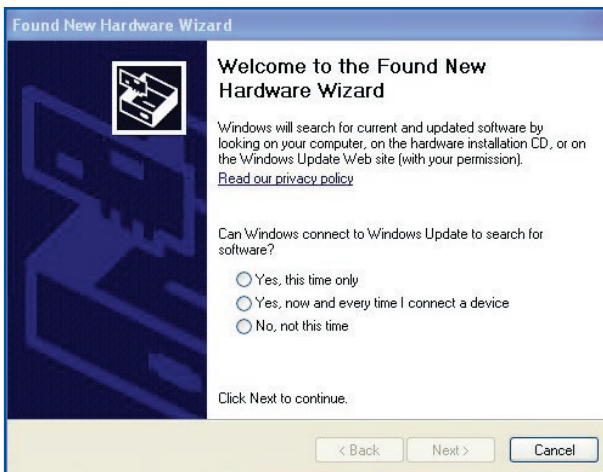 Found New Hardware Wizard
Welcome to the Found New
Hardware Wizard
Windows will search for current and updated software by
looking on your computer, on the hardware installation CD, or on
the Windows Update Web site (with your permission).
Read our privacy policy
Can Windows connect to Windows Update to search for
software?
Yes, this time only
Yes, now and every time I connect a device
No, not this time
Click Next to continue.
< Back
Next >
Cancel